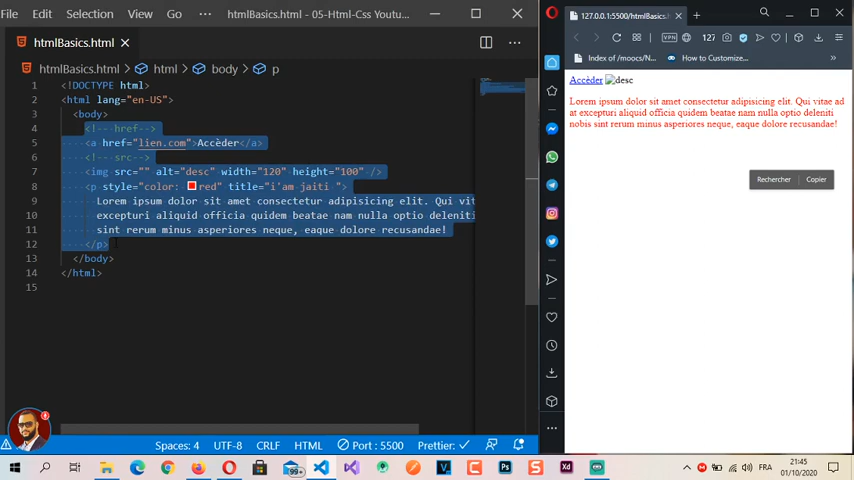 File Edit Selection View Go ··· htmlBasics.html - 05-Html-Css Youtu...
htmlBasics.html
htmlBasics.html > html > body > p
1 <!DOCTYPE html>
2 <html lang="en-US">
3 <body>
4 <!-- href-->
5 <a href="lien.com">Accèder</a>
6 <!-- src-->
7 <img src="" alt="desc" width="120" height="100" />
8 <p style="color: red" title="i'am jaiti ">
9 Lorem ipsum dolor sit amet consectetur adipisicing elit. Qui vit
10 excepturi aliquid officia quidem beatae nam nulla optio deleniti
11 sint rerum minus asperiores neque, eaque dolore recusandae!
12 </p>
13 </body>
14 </html>
15
Spaces: 4 UTF-8 CRLF HTML Port : 5500 Prettier: ✓
127.0.0.1:5500/htmlBasics.h
VPN 127
Index of /moocs/N... How to Customize... »
Accèder desc
Lorem ipsum dolor sit amet consectetur adipisicing elit. Qui vitae ad
at excepturi aliquid officia quidem beatae nam nulla optio deleniti
nobis sint rerum minus asperiores neque, eaque dolore recusandae!
Rechercher Copier
99+ Ps Xd FRA 21:45
01/10/2020